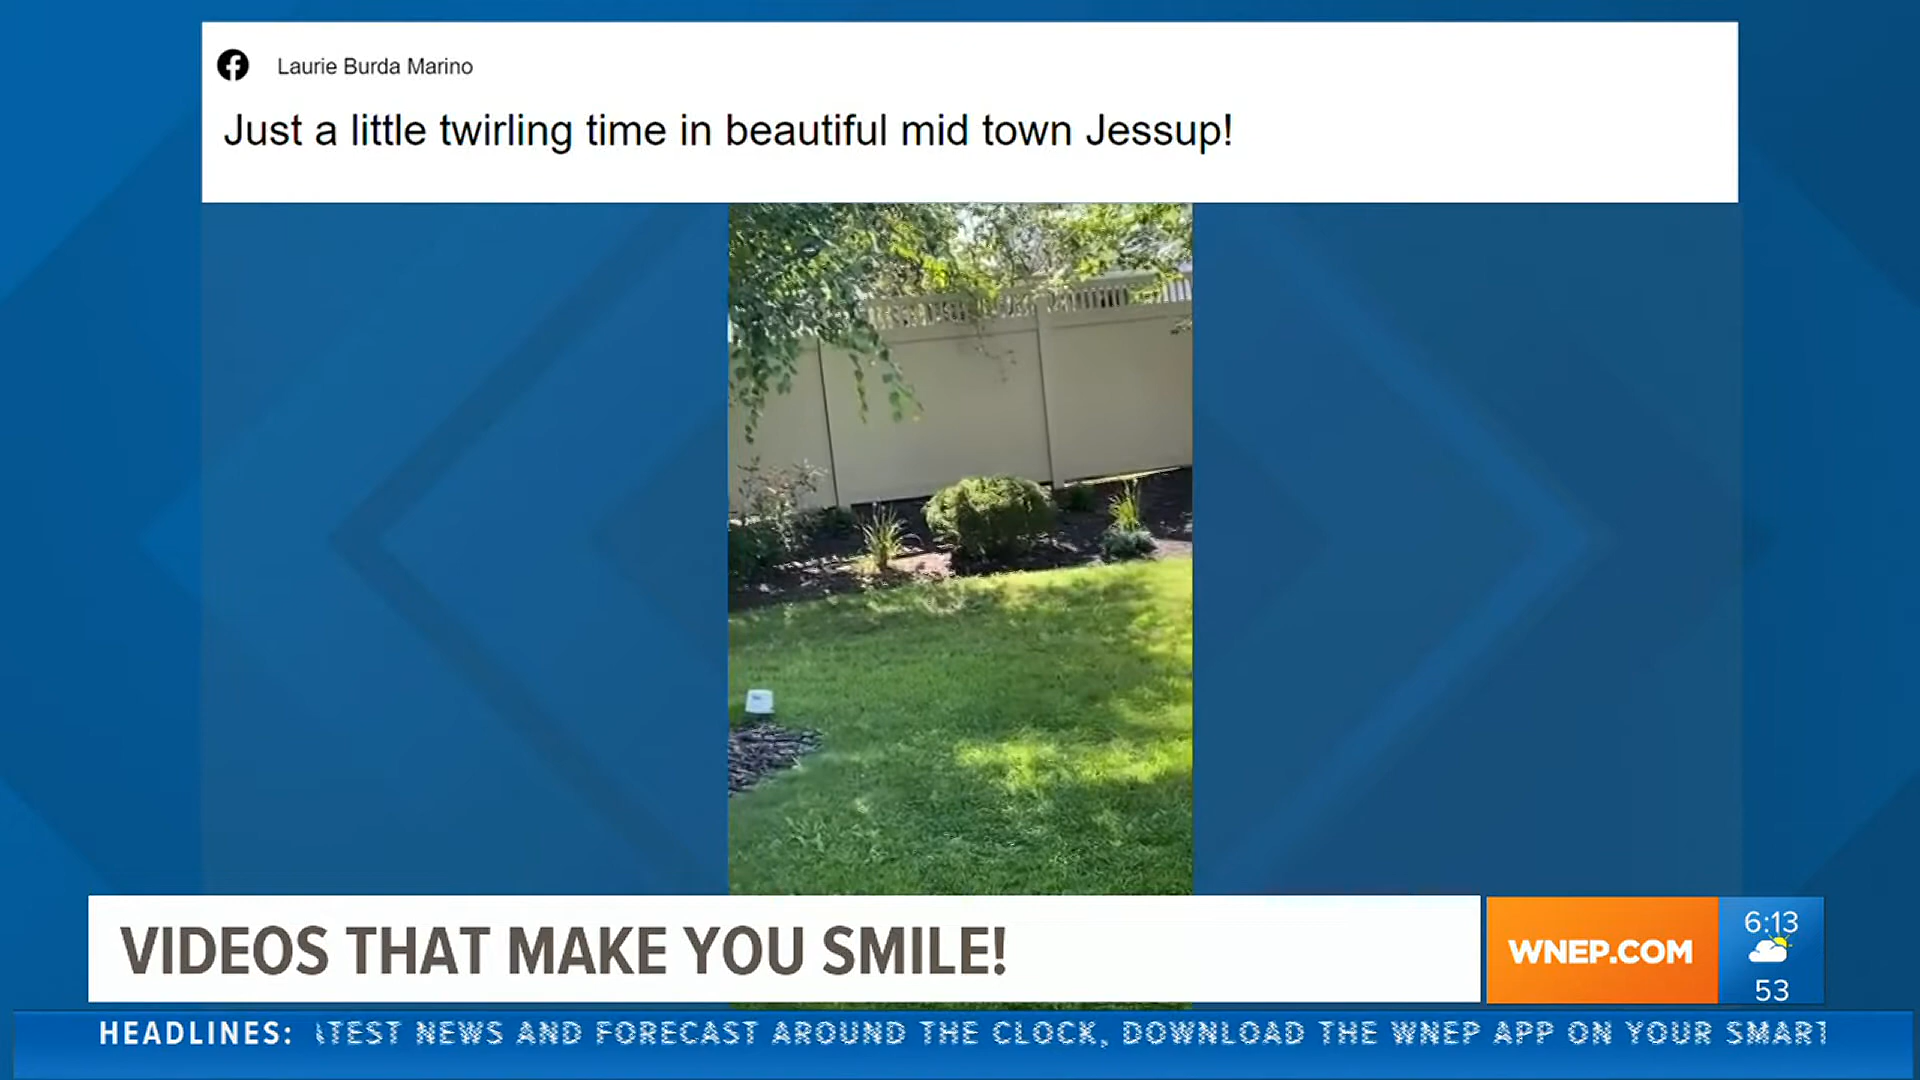 Laurie Burda Marino
Just a little twirling time in beautiful mid town Jessup!
VIDEOS THAT MAKE YOU SMILE!
WNEP.COM
6:13
53
HEADLINES: TEST NEWS AND FORECAST AROUND THE CLOCK, DOWNLOAD THE WNEP APP ON YOUR SMART